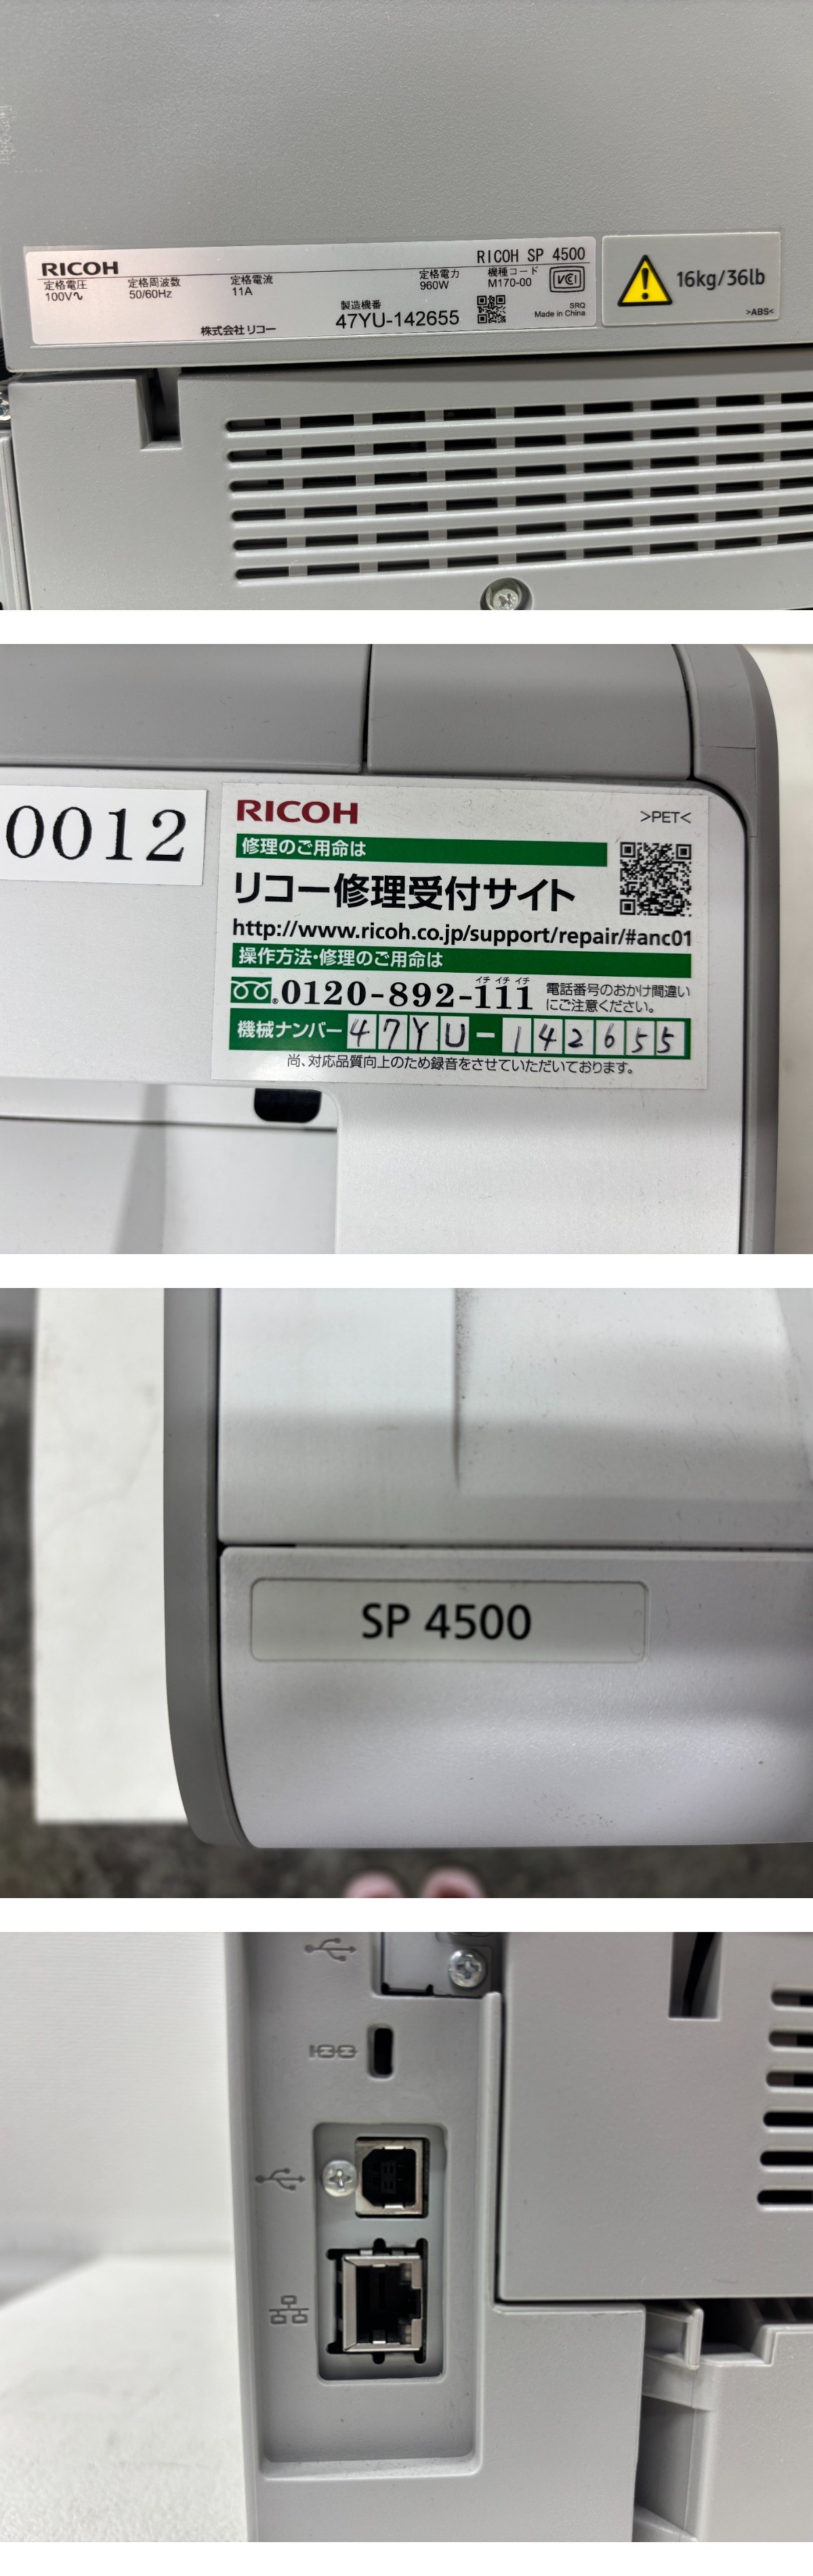 RICOH
RICOH SP 4500
定格電圧
100V∿
定格周波数
50/60Hz
定格電流
11A
定格電力
960W
機種コード
M170-00
VCCI
製造機番
47YU-142655
株式会社 リコー
SRQ
Made in China
16kg/36lb
>ABS<
0012
RICOH
>PET<
修理のご用命は
リコー修理受付サイト
http://www.ricoh.co.jp/support/repair/#anc01
操作方法・修理のご用命は
イチ イチ イチ
0120-892-111
電話番号のおかけ間違い
にご注意ください。
機械ナンバー 47YU-142655
尚、対応品質向上のため録音をさせていただいております。
SP 4500